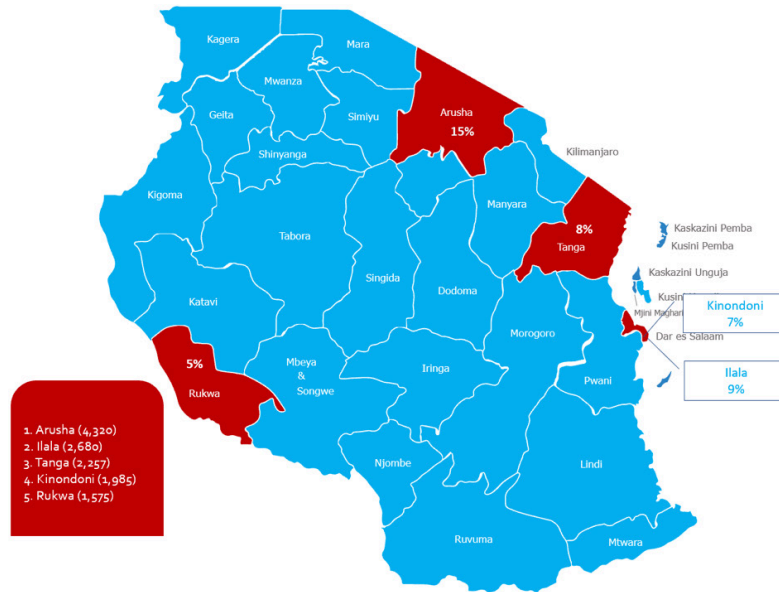 Kagera
Mara
Mwanza
Arusha
15%
Geita
Simiyu
Shinyanga
Kilimanjaro
Kigoma
Manyara
Tabora
8%
Tanga
Kaskazini Pemba
Kusini Pemba
Kaskazini Unguja
Singida
Dodoma
Katavi
Kusini
Mjini Maghari
Kinondoni
7%
Morogoro
Dar es Salaam
5%
Rukwa
Mbeya
&
Songwe
Iringa
Pwani
Ilala
9%
1. Arusha (4,320)
2. Ilala (2,680)
3. Tanga (2,257)
4. Kinondoni (1,985)
5. Rukwa (1,575)
Njombe
Lindi
Ruvuma
Mtwara